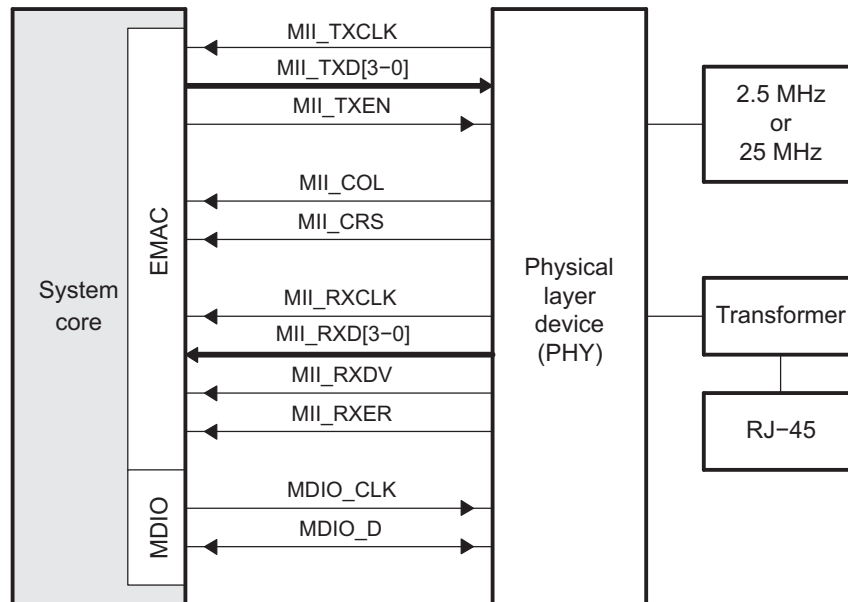 MII_TXCLK
MII_TXD[3−0]
MII_TXEN
MII_COL
MII_CRS
MII_RXCLK
MII_RXD[3−0]
MII_RXDV
MII_RXER
MDIO_CLK
MDIO_D
System
core
EMAC
MDIO
Physical
layer
device
(PHY)
2.5 MHz
or
25 MHz
Transformer
RJ−45